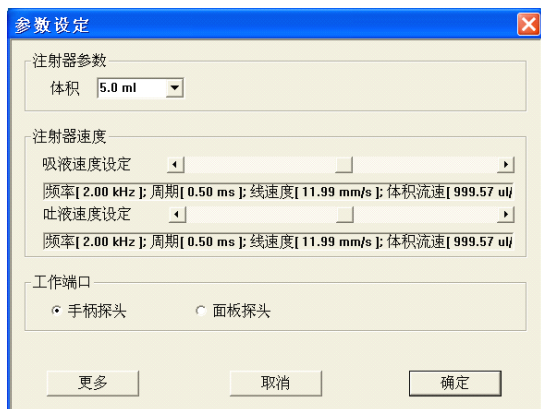 参数设定
注射器参数
体积 5.0 ml
注射器速度
吸液速度设定
频率[ 2.00 kHz ]; 周期[ 0.50 ms ]; 线速度[ 11.99 mm/s ]; 体积流速[ 999.57 ul/
吐液速度设定
频率[ 2.00 kHz ]; 周期[ 0.50 ms ]; 线速度[ 11.99 mm/s ]; 体积流速[ 999.57 ul/
工作端口
手柄探头 面板探头
更多 取消 确定